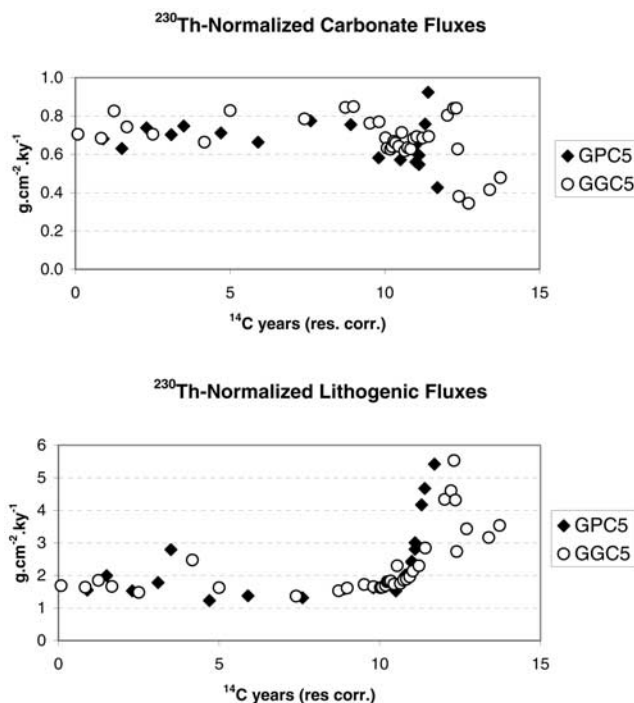 ²³⁰Th-Normalized Carbonate Fluxes
1.0
0.8
0.6
0.4
0.2
0.0
g.cm⁻².ky⁻¹
0 5 10 15
¹⁴C years (res. corr.)
GPC5
GGC5
²³⁰Th-Normalized Lithogenic Fluxes
6
5
4
3
2
1
0
g.cm⁻².ky⁻¹
0 5 10 15
¹⁴C years (res corr.)
GPC5
GGC5